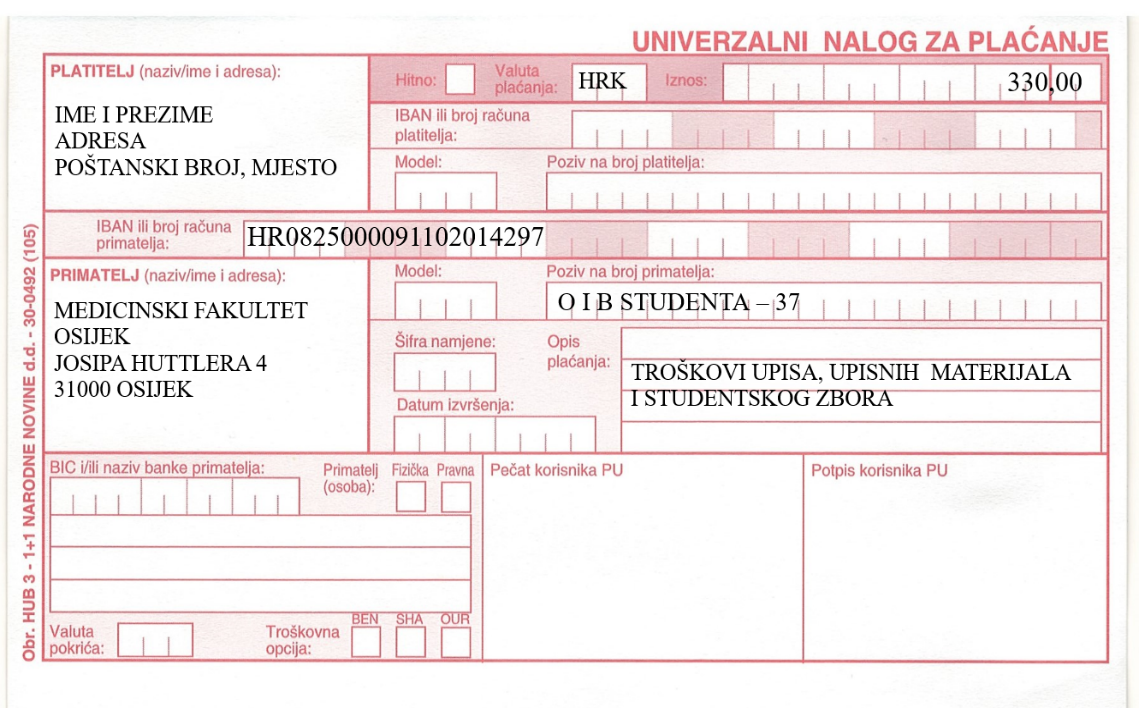 UNIVERZALNI NALOG ZA PLAĆANJE
PLATITELJ (naziv/ime i adresa):
IME I PREZIME
ADRESA
POŠTANSKI BROJ, MJESTO
Hitno:
Valuta
plaćanja:
HRK
Iznos:
330,00
IBAN ili broj računa
platitelja:
Model:
Poziv na broj platitelja:
IBAN ili broj računa
primatelja:
HR0825000091102014297
PRIMATELJ (naziv/ime i adresa):
MEDICINSKI FAKULTET
OSIJEK
JOSIPA HUTTLERA 4
31000 OSIJEK
Model:
Poziv na broj primatelja:
O I B STUDENTA – 37
Šifra namjene:
Opis
plaćanja:
TROŠKOVI UPISA, UPISNIH MATERIJALA
I STUDENTSKOG ZBORA
Datum izvršenja:
BIC i/ili naziv banke primatelja:
Primatelj
(osoba):
Fizička
Pravna
Pečat korisnika PU
Potpis korisnika PU
Valuta
pokrića:
Troškovna
opcija:
BEN
SHA
OUR
Obr. HUB 3 - 1+1 NARODNE NOVINE d.d. - 30-0492 (105)